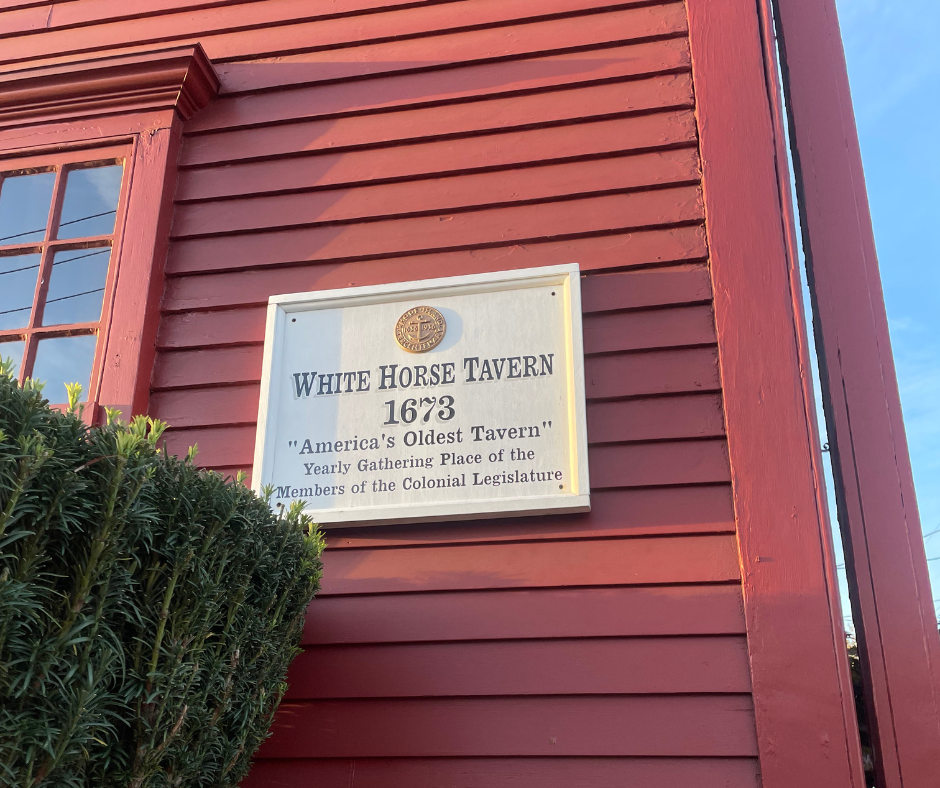 WHITE HORSE TAVERN
1673
"America's Oldest Tavern"
Yearly Gathering Place of the
Members of the Colonial Legislature